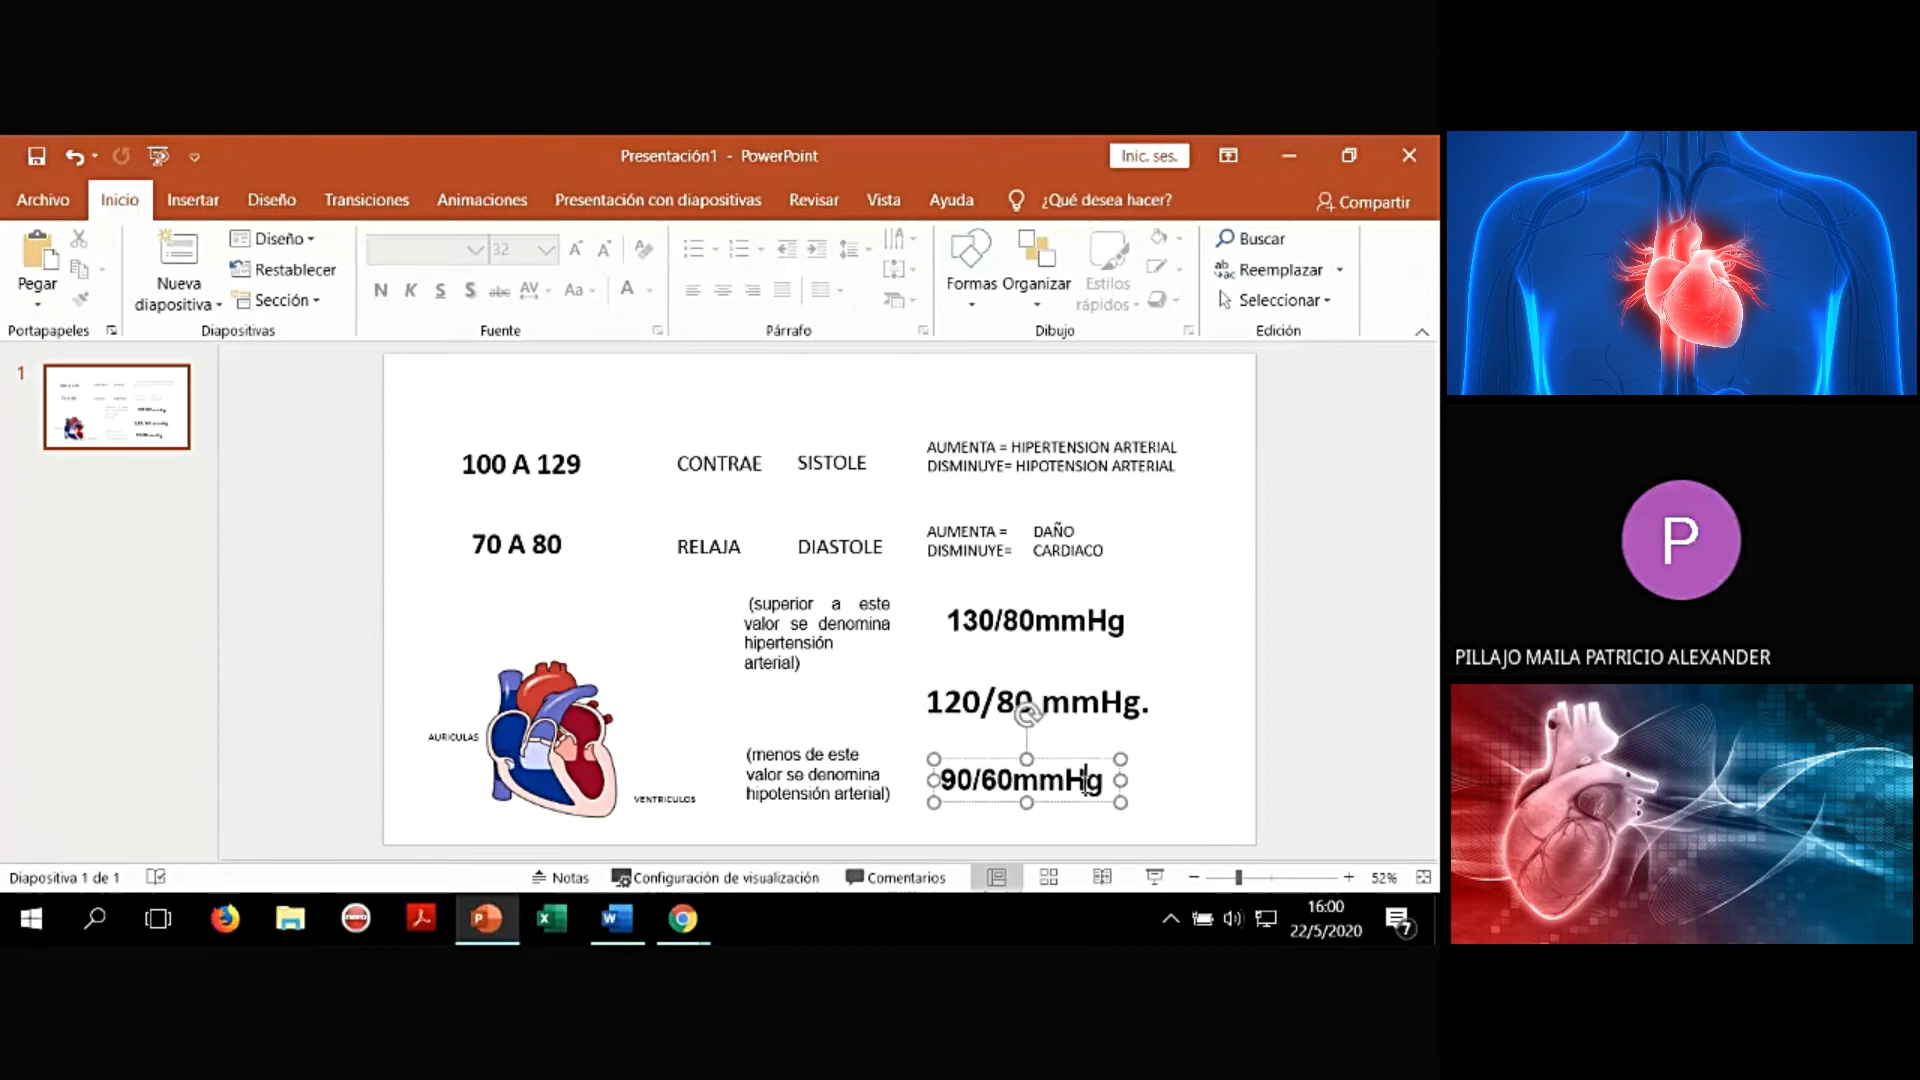 Presentación1 - PowerPoint
Inic. ses.
Archivo
Inicio
Insertar
Diseño
Transiciones
Animaciones
Presentación con diapositivas
Revisar
Vista
Ayuda
¿Qué desea hacer?
Compartir
Pegar
Nueva
diapositiva
Diseño
Restablecer
Sección
32
N K S S abc AV Aa A
Formas
Organizar
Estilos
rápidos
Buscar
Reemplazar
Seleccionar
Portapapeles
Diapositivas
Fuente
Párrafo
Dibujo
Edición
1
100 A 129
CONTRAE
SISTOLE
AUMENTA = HIPERTENSION ARTERIAL
DISMINUYE= HIPOTENSION ARTERIAL
70 A 80
RELAJA
DIASTOLE
AUMENTA = DAÑO
DISMINUYE= CARDIACO
(superior a este
valor se denomina
hipertensión
arterial)
130/80mmHg
120/80 mmHg.
AURICULAS
VENTRICULOS
(menos de este
valor se denomina
hipotensión arterial)
90/60mmHg
Diapositiva 1 de 1
Notas
Configuración de visualización
Comentarios
52%
16:00
22/5/2020
7
P
PILLAJO MAILA PATRICIO ALEXANDER